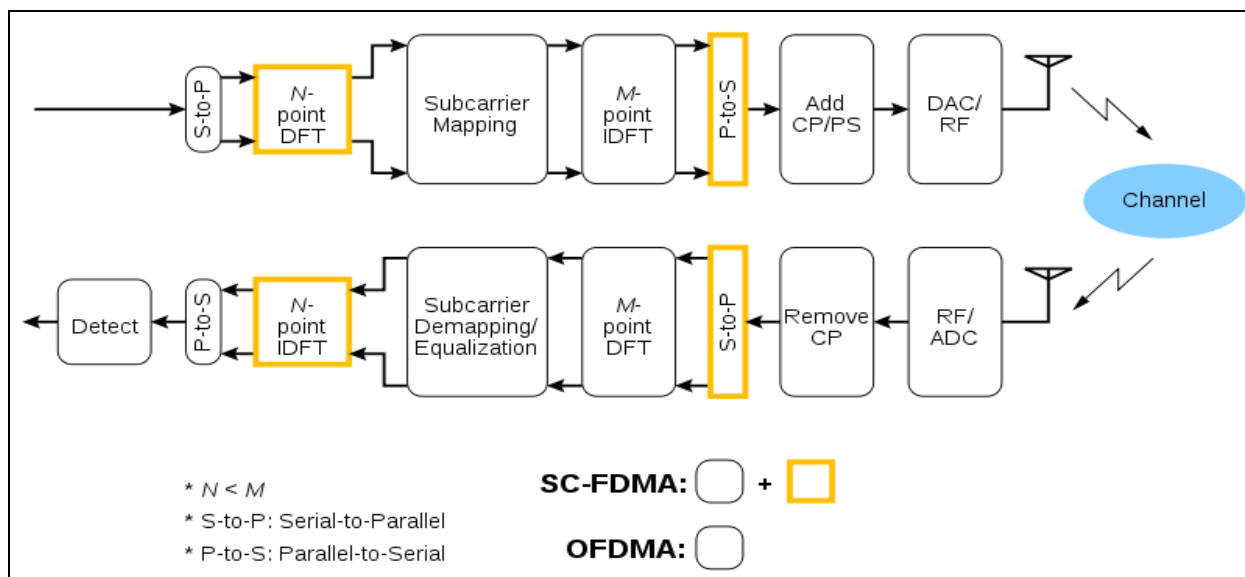 S-to-P
N-
point
DFT
Subcarrier
Mapping
M-
point
IDFT
P-to-S
Add
CP/PS
DAC/
RF
Channel
Detect
P-to-S
N-
point
IDFT
Subcarrier
Demapping/
Equalization
M-
point
DFT
S-to-P
Remove
CP
RF/
ADC
* N < M
* S-to-P: Serial-to-Parallel
* P-to-S: Parallel-to-Serial
SC-FDMA: +
OFDMA: